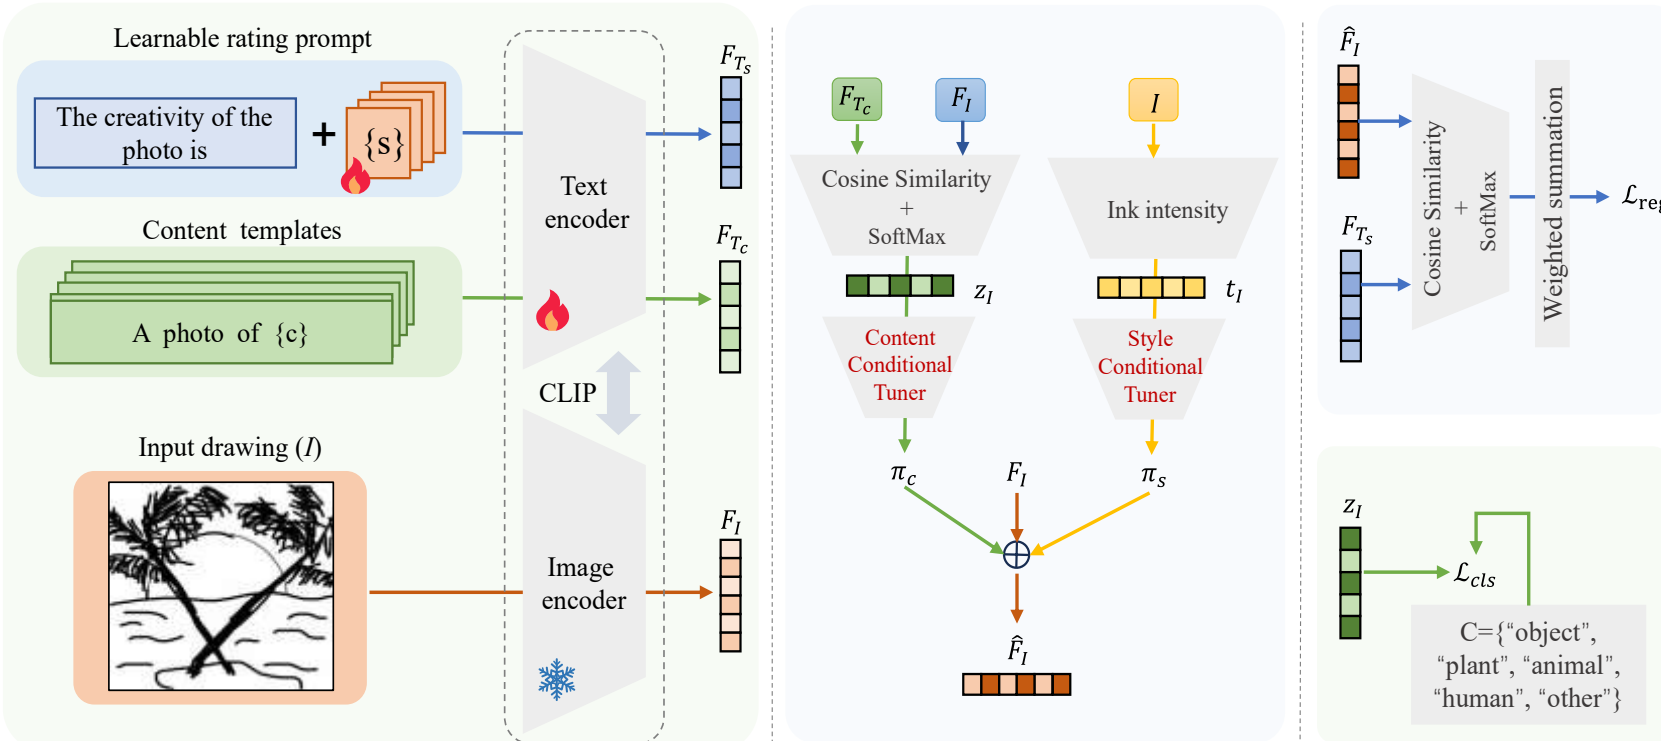 Learnable rating prompt
The creativity of the
photo is
+
{s}
F_{T_s}
Content templates
A photo of {c}
F_{T_c}
Text
encoder
CLIP
Input drawing (I)
Image
encoder
F_I
F_{T_c}
F_I
I
Cosine Similarity
+
SoftMax
Ink intensity
z_I
t_I
Content
Conditional
Tuner
Style
Conditional
Tuner
π_c
F_I
π_s
F̂_I
F̂_I
F_{T_s}
Cosine Similarity
+
SoftMax
Weighted summation
ℒ_reg
z_I
ℒ_cls
C={“object”,
“plant”, “animal”,
“human”, “other”}